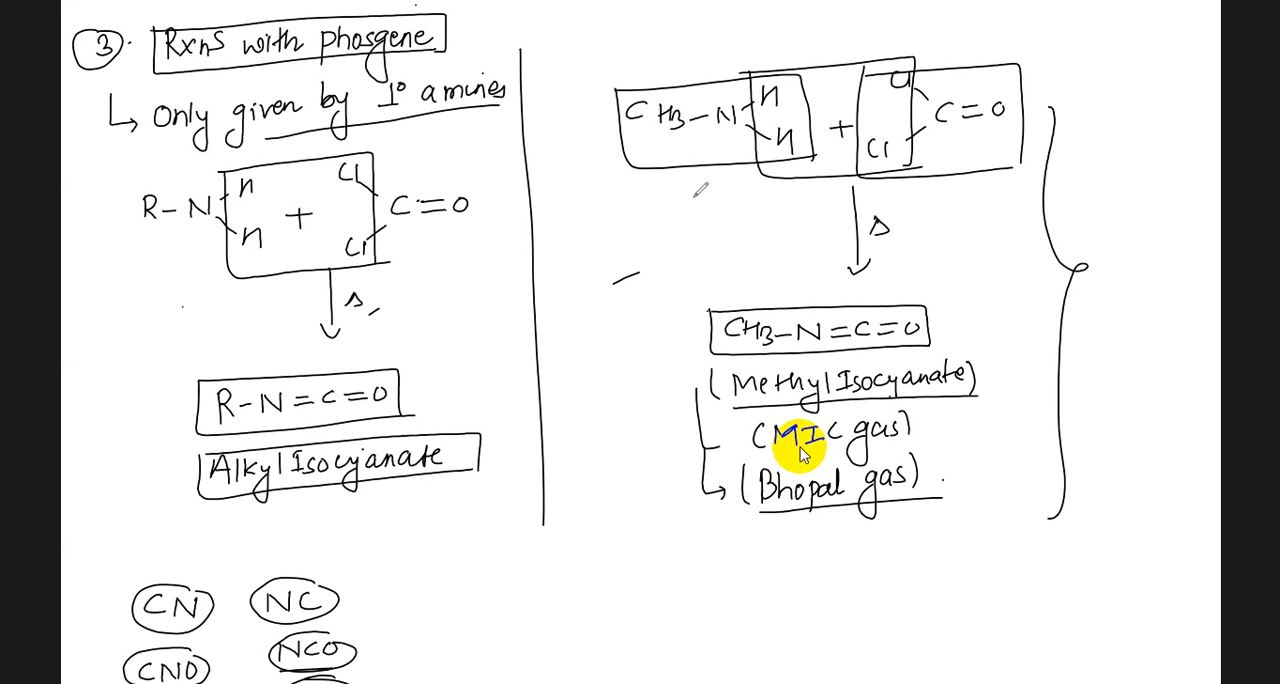 3. Rxns with phosgene
↳ Only given by 1° amines
R-N H H + Cl Cl C=O
Δ,
R-N=C=O
Alkyl Isocyanate
CH3-N H H + Cl Cl C=O
Δ
CH3-N=C=O
(Methyl Isocyanate)
(MIC gas)
(Bhopal gas).
CN NC
CNO NCO